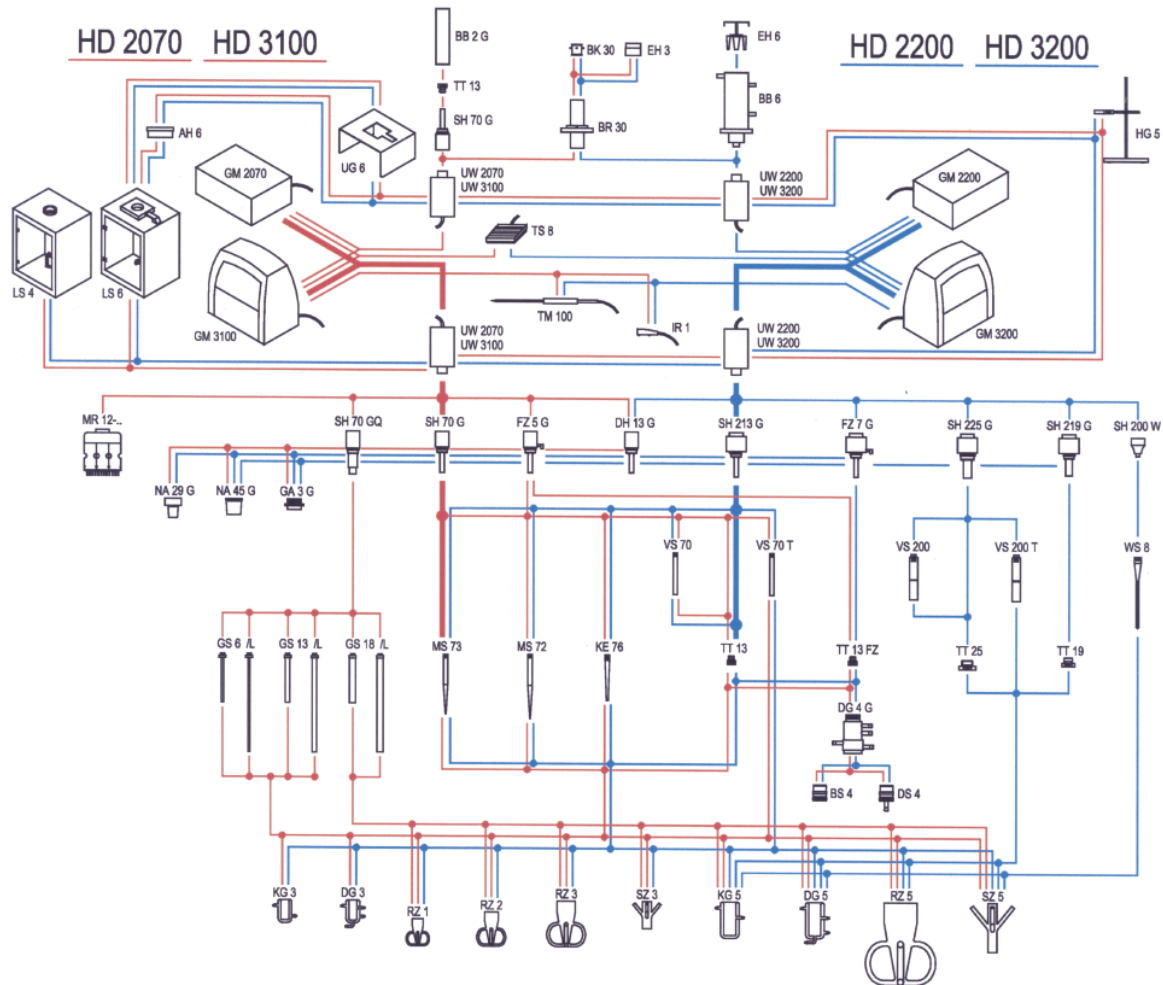 HD 2070 HD 3100
HD 2200 HD 3200
BB 2 G
BK 30
EH 3
EH 6
TT 13
SH 70 G
BR 30
BB 6
AH 6
UG 6
HG 5
GM 2070
UW 2070
UW 3100
UW 2200
UW 3200
GM 2200
TS 8
LS 4
LS 6
GM 3100
TM 100
IR 1
GM 3200
UW 2070
UW 3100
UW 2200
UW 3200
MR 12-..
SH 70 GQ
SH 70 G
FZ 5 G
DH 13 G
SH 213 G
FZ 7 G
SH 225 G
SH 219 G
SH 200 W
NA 29 G
NA 45 G
GA 3 G
VS 70
VS 70 T
VS 200
VS 200 T
WS 8
GS 6 /L
GS 13 /L
GS 18 /L
MS 73
MS 72
KE 76
TT 13
TT 13 FZ
TT 25
TT 19
DG 4 G
BS 4
DS 4
KG 3
DG 3
RZ 1
RZ 2
RZ 3
SZ 3
KG 5
DG 5
RZ 5
SZ 5